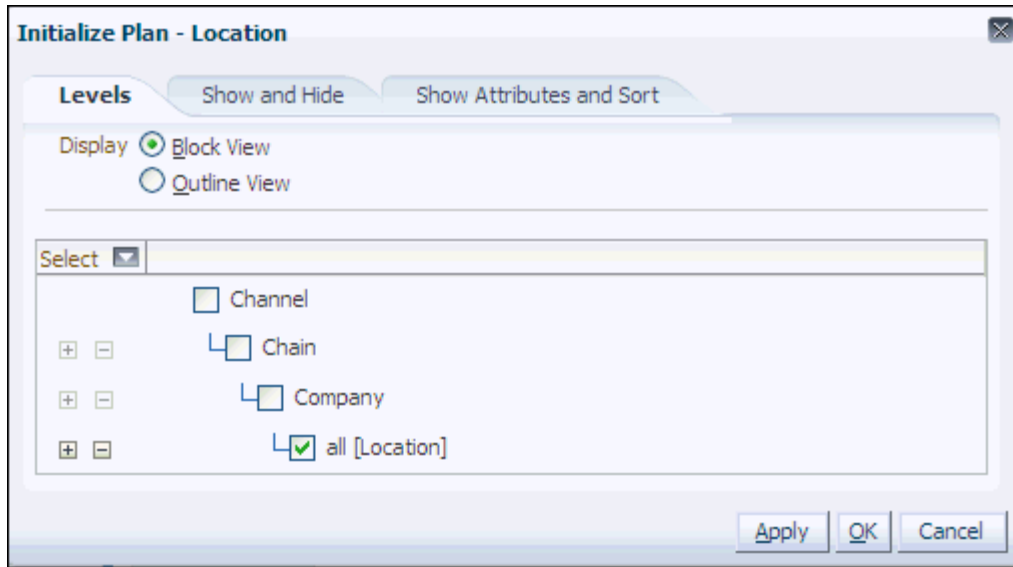 Initialize Plan - Location
Levels Show and Hide Show Attributes and Sort
Display Block View
Outline View
Select
Channel
Chain
Company
all [Location]
Apply OK Cancel